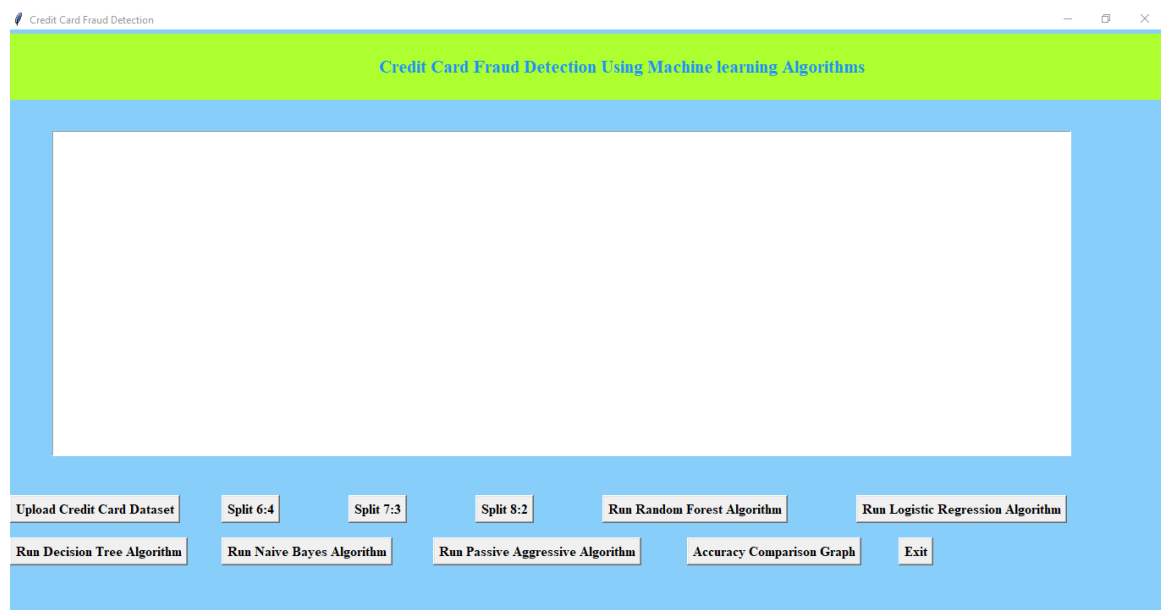 Credit Card Fraud Detection
Credit Card Fraud Detection Using Machine learning Algorithms
Upload Credit Card Dataset Split 6:4 Split 7:3 Split 8:2 Run Random Forest Algorithm Run Logistic Regression Algorithm
Run Decision Tree Algorithm Run Naive Bayes Algorithm Run Passive Aggressive Algorithm Accuracy Comparison Graph Exit